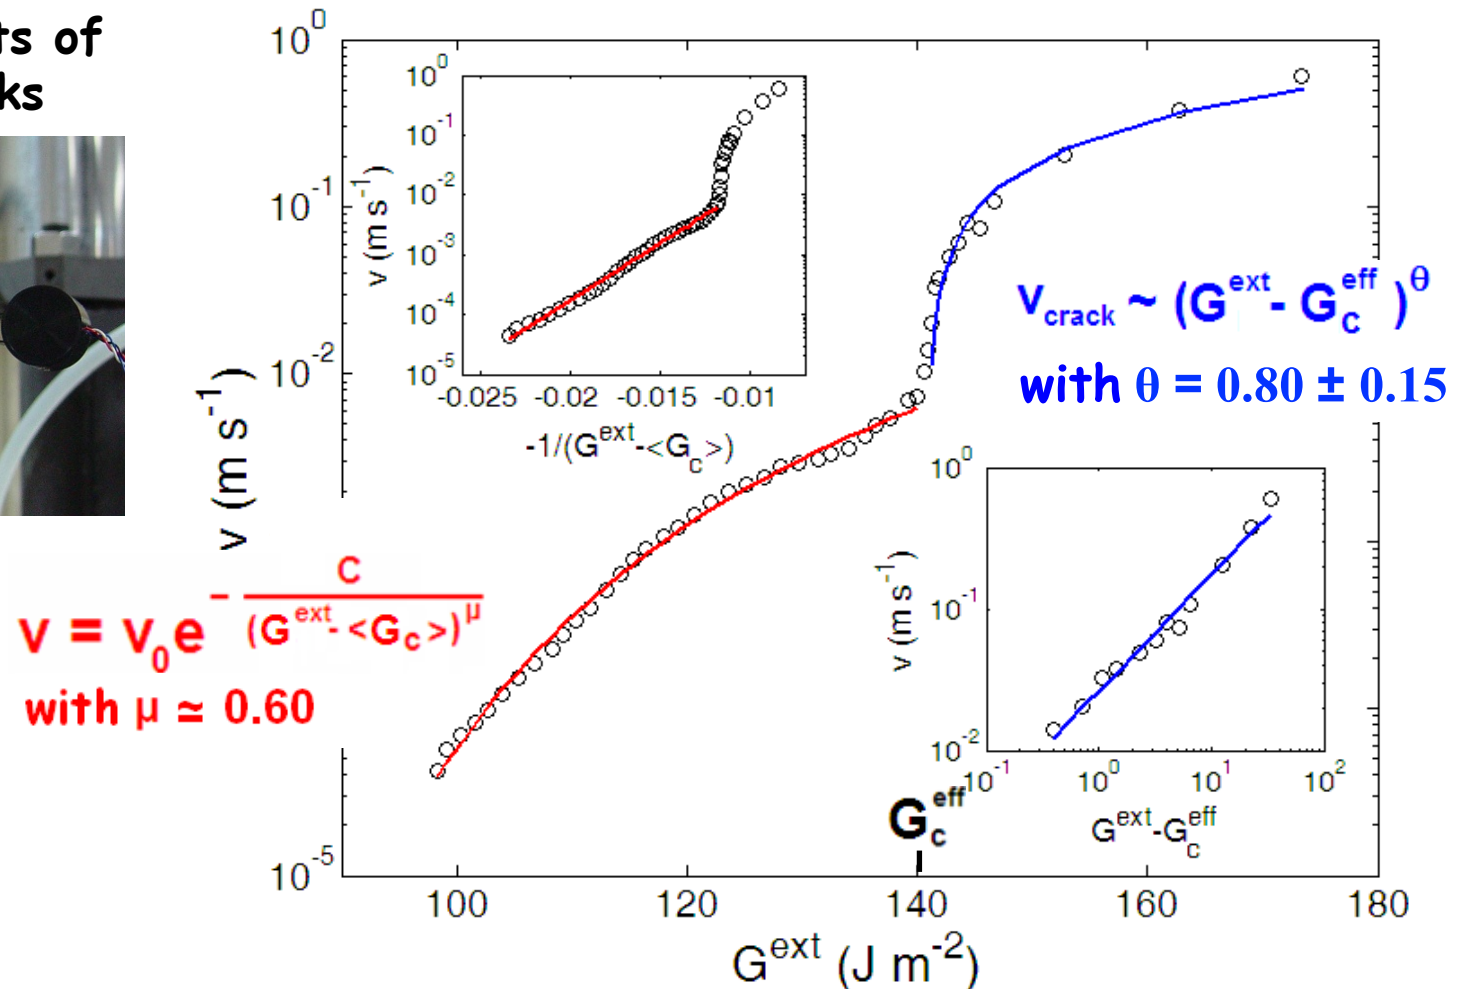 ts of
ks
10^0
10^-1
10^-2
10^-5
v (m s^-1)
100 120 140 160 180
G^ext (J m^-2)
10^0
10^-1
10^-2
10^-3
10^-4
10^-5
v (m s^-1)
-0.025 -0.02 -0.015 -0.01
-1/(G^ext-<G_c>)
v_crack ~ (G^ext - G_C^eff)^θ
with θ = 0.80 ± 0.15
v = v_0 e^(- C/(G^ext-<G_c>)^μ)
with μ ≃ 0.60
10^0
10^-1
10^-2
v (m s^-1)
10^-1 10^0 10^1 10^2
G^ext-G_c^eff
G_c^eff